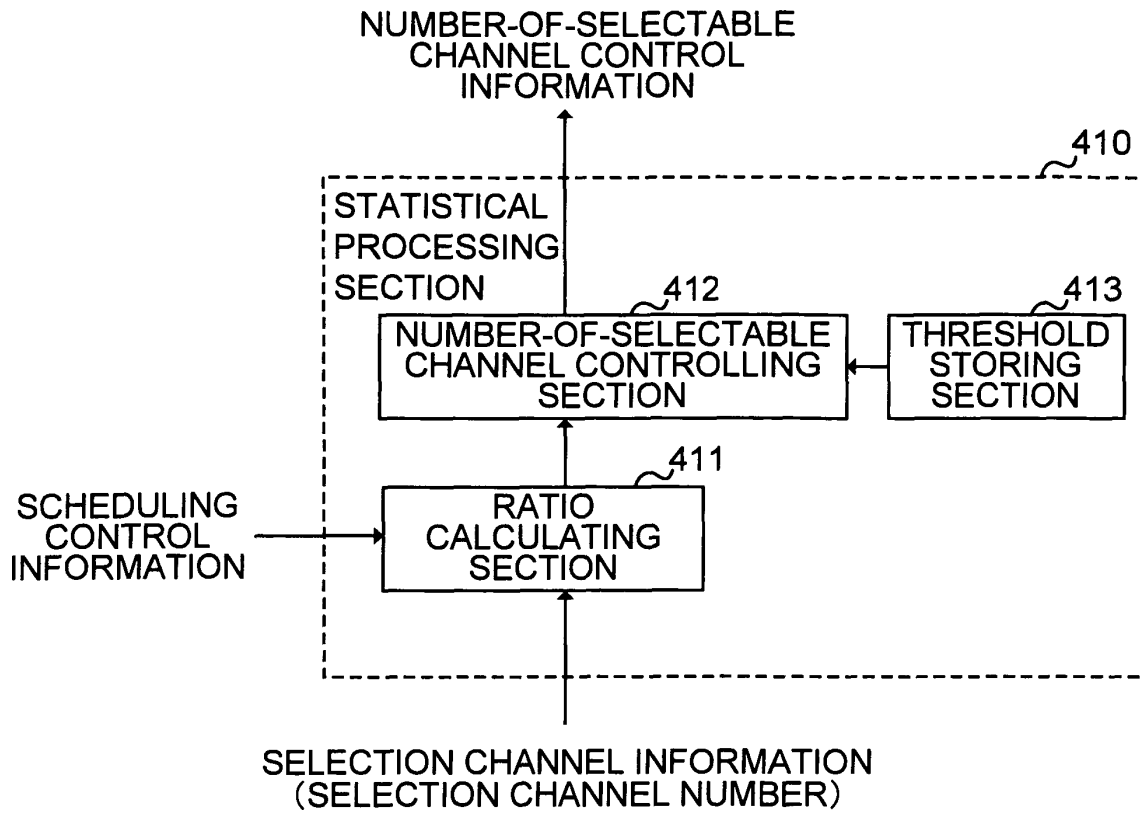 NUMBER-OF-SELECTABLE
CHANNEL CONTROL
INFORMATION
410
STATISTICAL
PROCESSING
SECTION
412
413
NUMBER-OF-SELECTABLE
CHANNEL CONTROLLING
SECTION
THRESHOLD
STORING
SECTION
411
SCHEDULING
CONTROL
INFORMATION
RATIO
CALCULATING
SECTION
SELECTION CHANNEL INFORMATION
(SELECTION CHANNEL NUMBER)